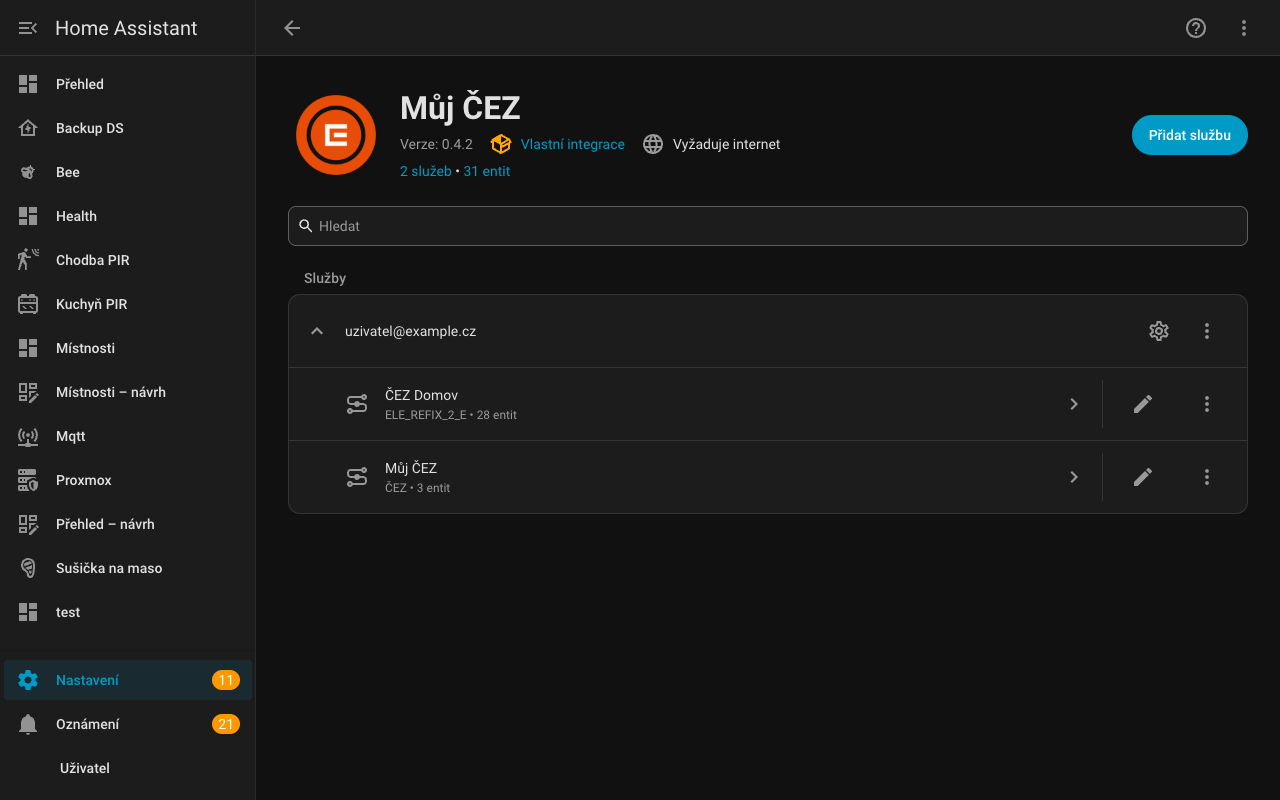 Home Assistant
Přehled
Backup DS
Bee
Health
Chodba PIR
Kuchyň PIR
Místnosti
Místnosti – návrh
Mqtt
Proxmox
Přehled – návrh
Sušička na maso
test
Nastavení 11
Oznámení 21
Uživatel
Můj ČEZ
Verze: 0.4.2 Vlastní integrace Vyžaduje internet
2 služeb • 31 entit
Přidat službu
Hledat
Služby
uzivatel@example.cz
ČEZ Domov
ELE_REFIX_2_E • 28 entit
Můj ČEZ
ČEZ • 3 entit